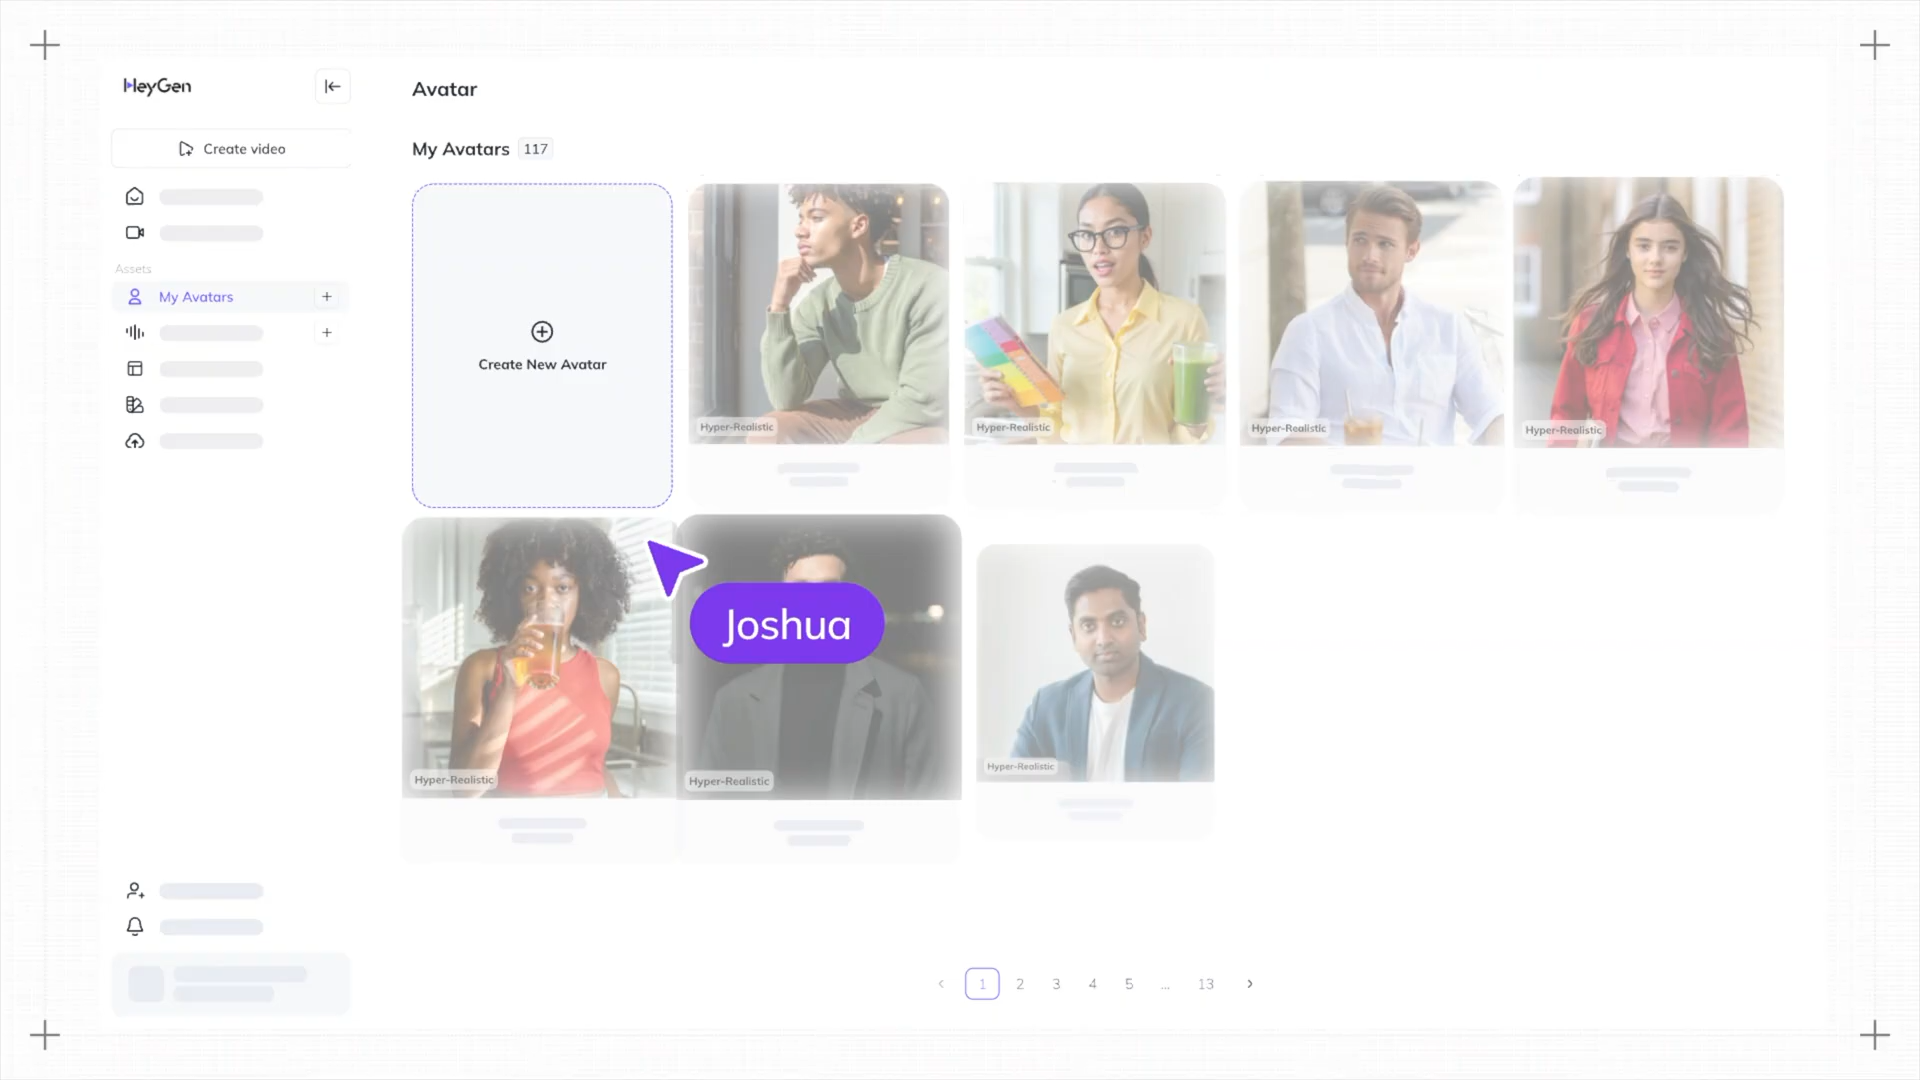 HeyGen
Create video
Assets
My Avatars
Avatar
My Avatars 117
Create New Avatar
Hyper-Realistic
Hyper-Realistic
Hyper-Realistic
Hyper-Realistic
Joshua
Hyper-Realistic
Hyper-Realistic
Hyper-Realistic
1 2 3 4 5 ... 13